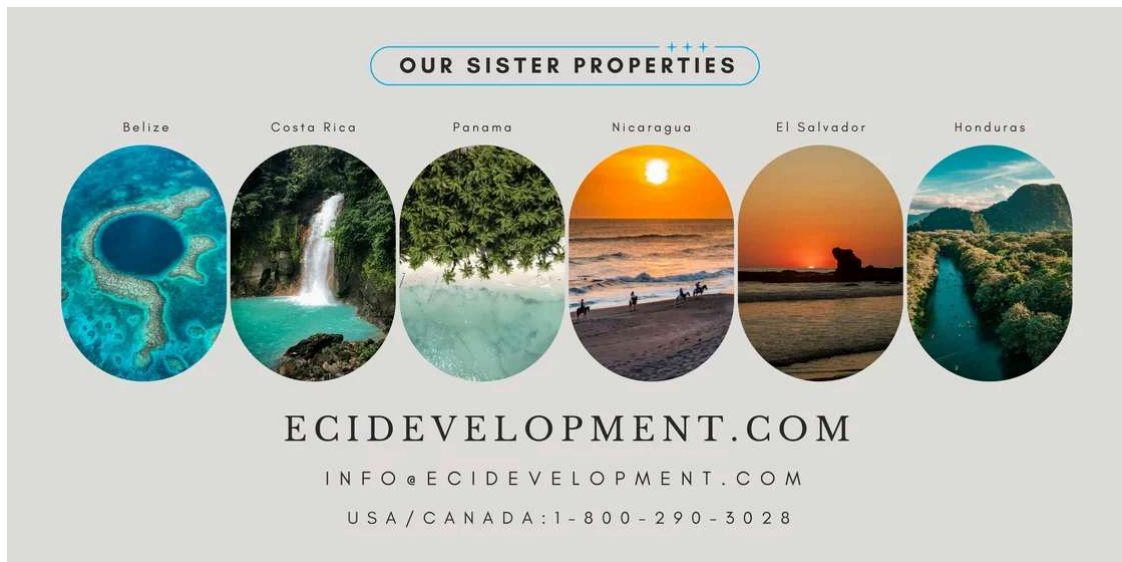 OUR SISTER PROPERTIES
Belize Costa Rica Panama Nicaragua El Salvador Honduras
ECIDEVELOPMENT.COM
INFO@ECIDEVELOPMENT.COM
USA/CANADA:1-800-290-3028